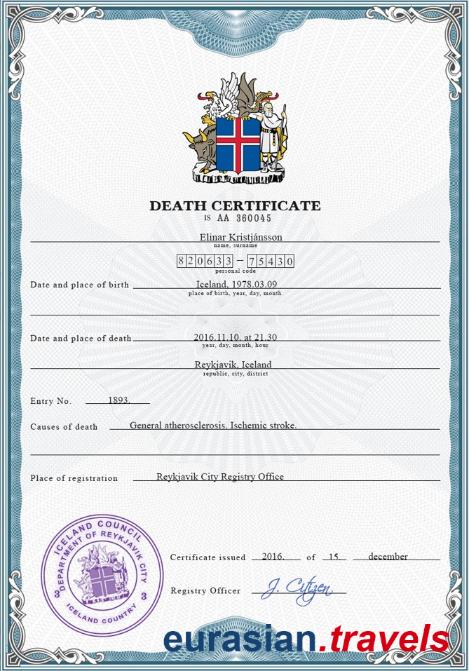 DEATH CERTIFICATE
IS AA 360045
Elinar Kristjánsson
name, surname
820633-75430
personal code
Date and place of birth Iceland, 1978.03.09
place of birth, year, day, month
Date and place of death 2016.11.10. at 21.30
year, day, month, hour
Reykjavik, Iceland
republic, city, district
Entry No. 1893.
Causes of death General atherosclerosis. Ischemic stroke.
Place of registration Reykjavik City Registry Office
ICELAND COUNCIL
DEPARTMENT OF REYKJAVIK CITY
3 3
ICELAND COUNTRY
Certificate issued 2016. of 15. december
Registry Officer J. Citizen
eurasian.travels